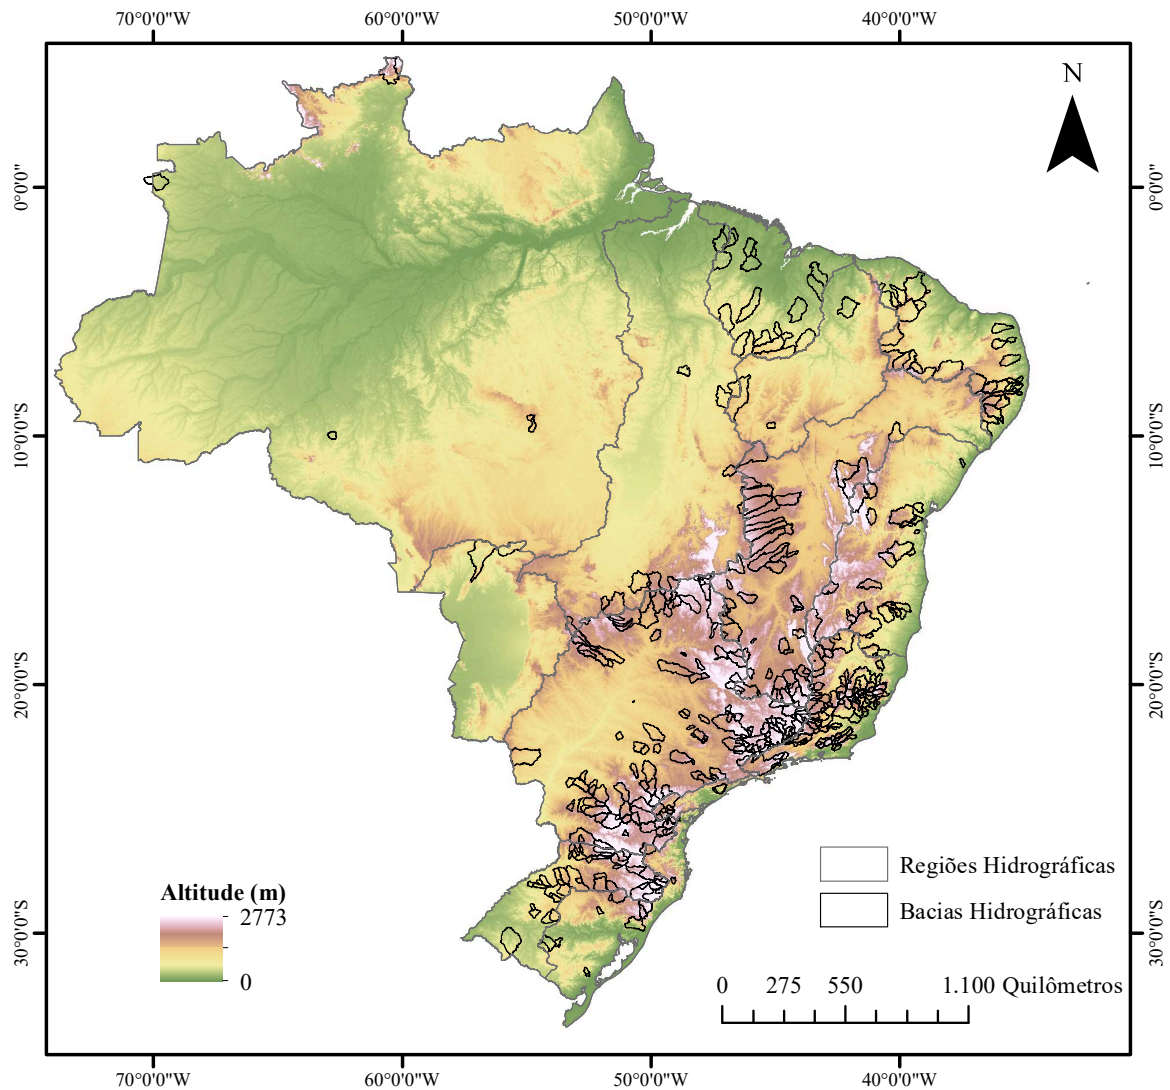 70°0'0"W 60°0'0"W 50°0'0"W 40°0'0"W
N
0°0'0"
0°0'0"
10°0'0"S
10°0'0"S
20°0'0"S
20°0'0"S
30°0'0"S
30°0'0"S
Regiões Hidrográficas
Bacias Hidrográficas
Altitude (m)
2773
0
0 275 550 1.100 Quilômetros
70°0'0"W 60°0'0"W 50°0'0"W 40°0'0"W